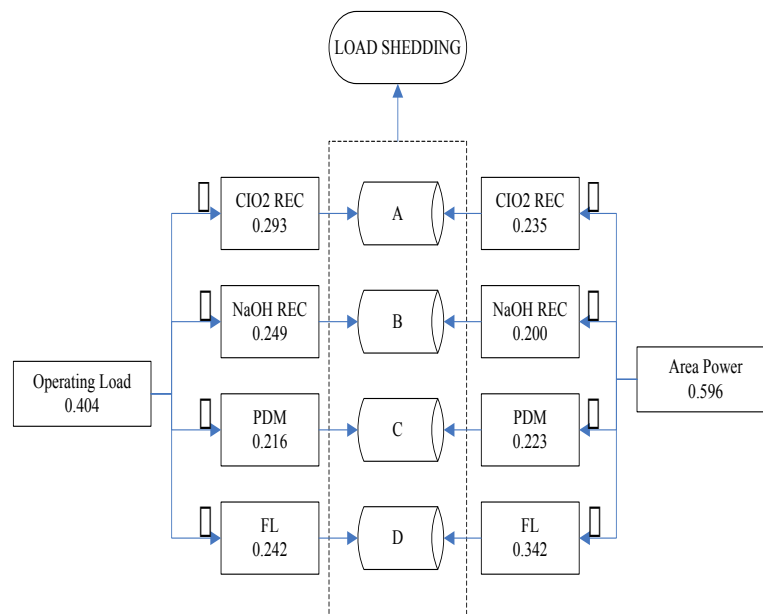 LOAD SHEDDING
CIO2 REC
0.293
A
CIO2 REC
0.235
NaOH REC
0.249
B
NaOH REC
0.200
Operating Load
0.404
Area Power
0.596
PDM
0.216
C
PDM
0.223
FL
0.242
D
FL
0.342